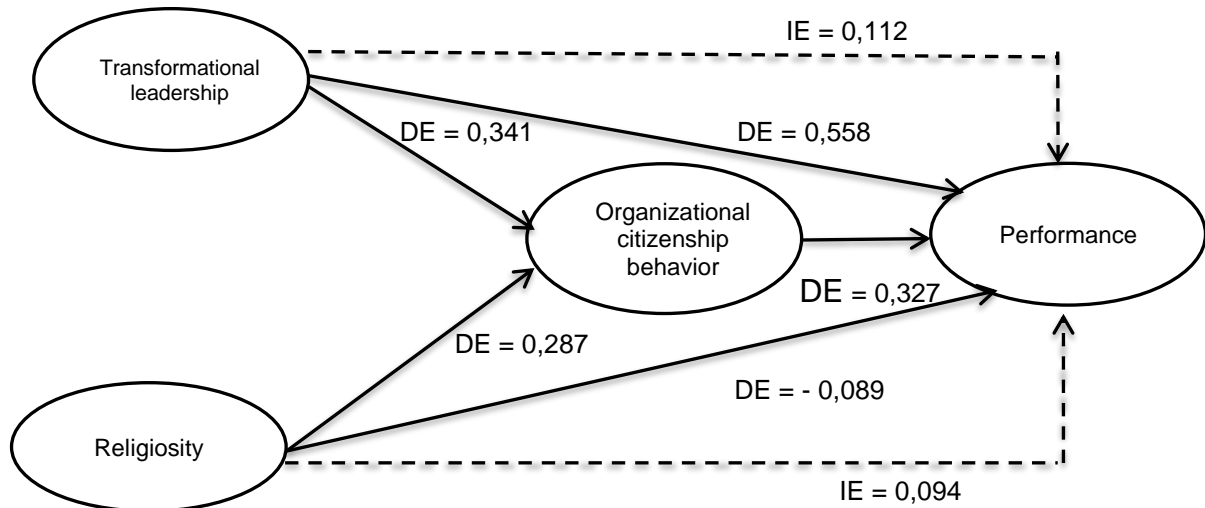 IE = 0,112
Transformational
leadership
DE = 0,341
DE = 0,558
Organizational
citizenship
behavior
Performance
DE = 0,327
DE = 0,287
DE = - 0,089
Religiosity
IE = 0,094